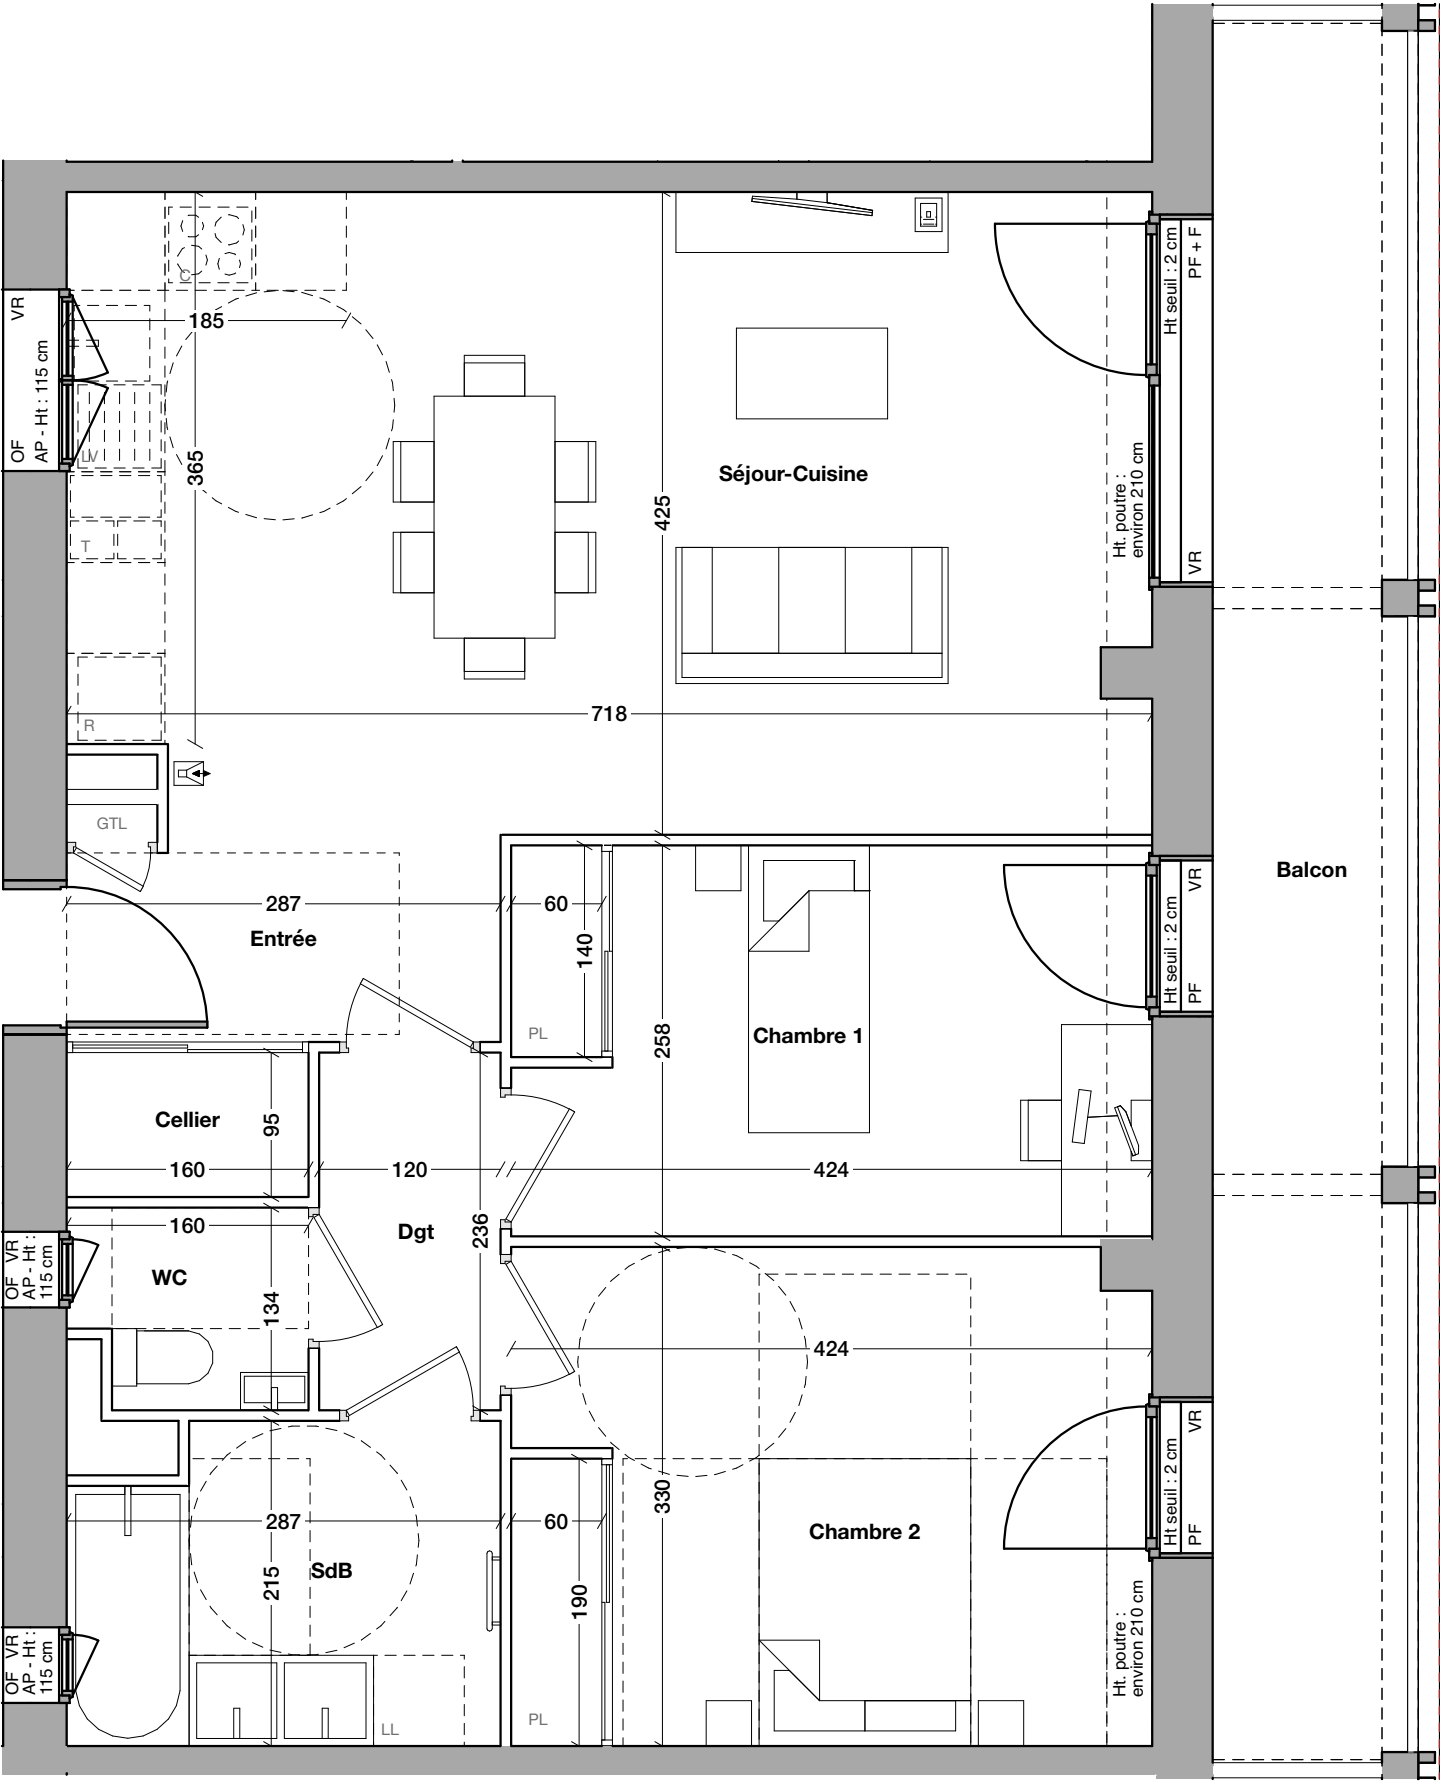 VR
OF
AP - Ht : 115 cm
C
185
LV
365
T
R
425
Séjour-Cuisine
718
Ht. poutre :
environ 210 cm
Ht seuil : 2 cm
PF + F
VR
GTL
287
Entrée
60
140
PL
258
Chambre 1
Ht seuil : 2 cm
VR
PF
Balcon
Cellier
95
160
120
424
160
Dgt
236
OF VR
AP - Ht :
115 cm
WC
134
424
287
215
SdB
60
190
330
Chambre 2
Ht seuil : 2 cm
VR
PF
OF VR
AP - Ht :
115 cm
LL
PL
Ht. poutre :
environ 210 cm